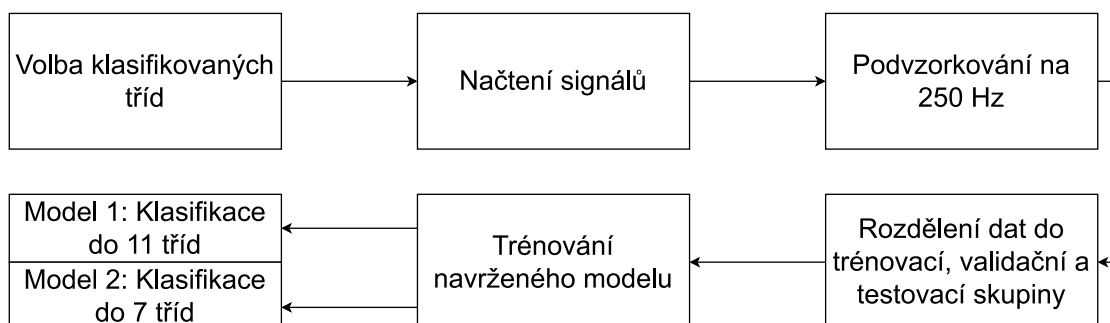 Volba klasifikovaných
tříd
Načtení signálů
Podvzorkování na
250 Hz
Rozdělení dat do
trénovací, validační a
testovací skupiny
Trénování
navrženého modelu
Model 1: Klasifikace
do 11 tříd
Model 2: Klasifikace
do 7 tříd